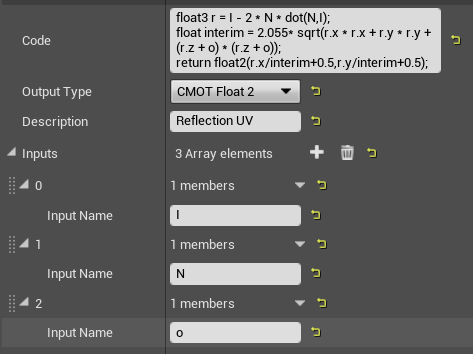 Code
float3 r = I - 2 * N * dot(N,I);
float interim = 2.055* sqrt(r.x * r.x + r.y * r.y +
(r.z + o) * (r.z + o));
return float2(r.x/interim+0.5,r.y/interim+0.5);
Output Type CMOT Float 2
Description Reflection UV
Inputs 3 Array elements
0 1 members
Input Name I
1 1 members
Input Name N
2 1 members
Input Name o